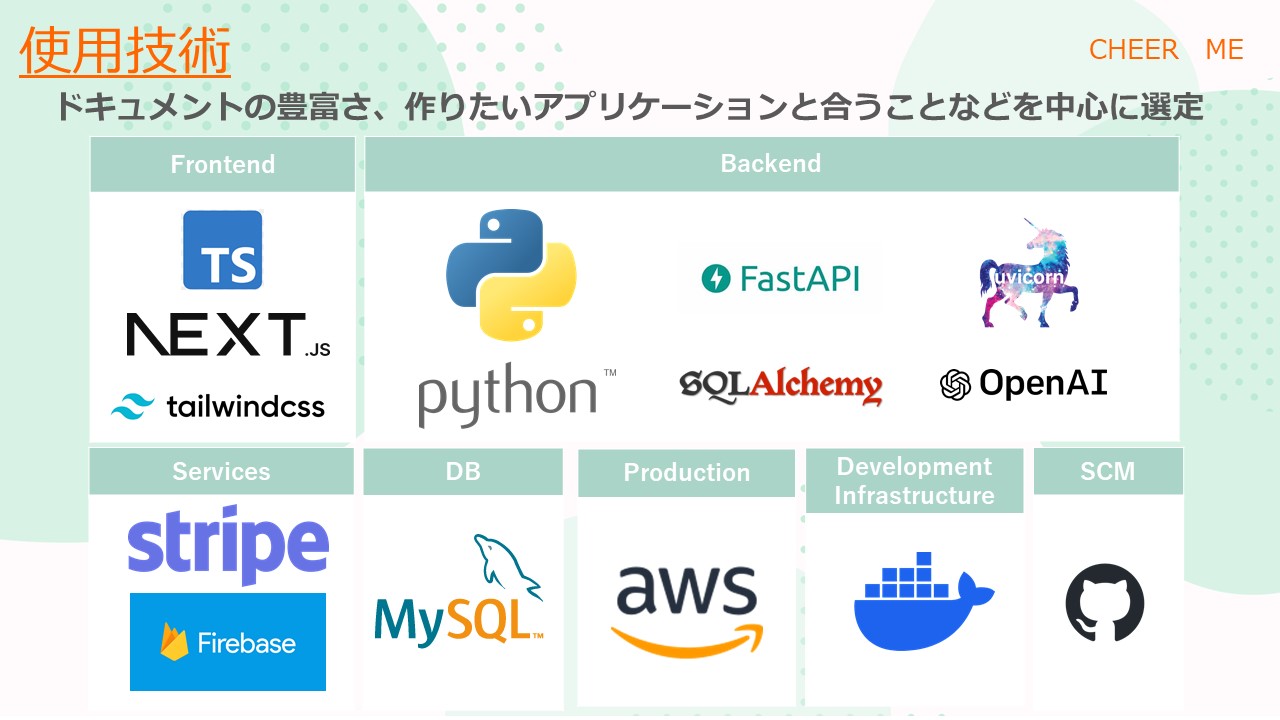 使用技術
CHEER ME
ドキュメントの豊富さ、作りたいアプリケーションと合うことなどを中心に選定
Frontend
Backend
TS
NEXT.JS
tailwindcss
python™
FastAPI
uvicorn
SQLAlchemy
OpenAI
Services
DB
Production
Development
Infrastructure
SCM
stripe
Firebase
MySQL™
aws